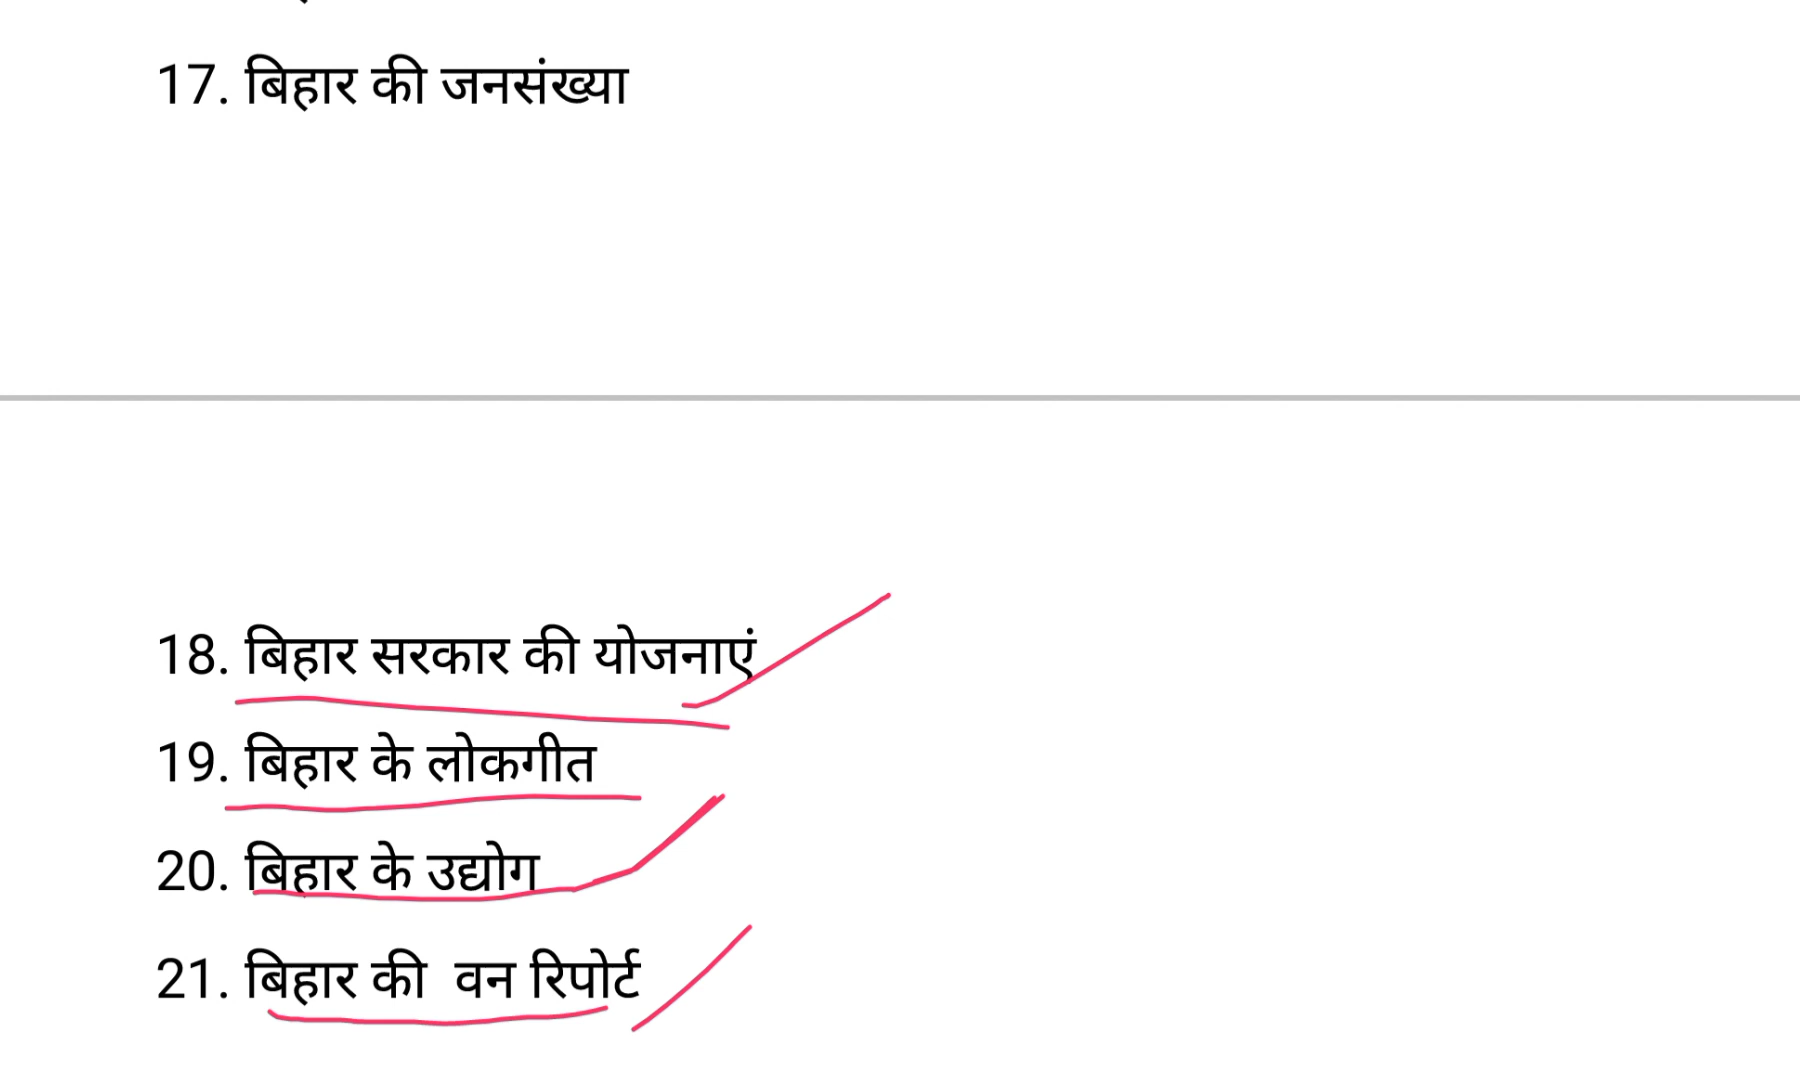 17. बिहार की जनसंख्या
18. बिहार सरकार की योजनाएं
19. बिहार के लोकगीत
20. बिहार के उद्योग
21. बिहार की वन रिपोर्ट